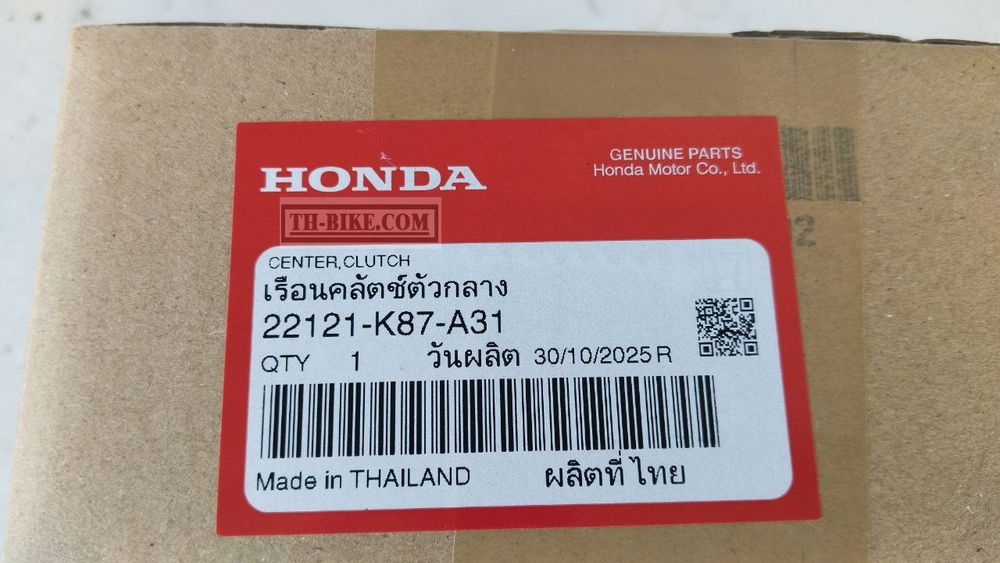 HONDA
GENUINE PARTS
Honda Motor Co., Ltd.
TH-BIKE.COM
CENTER,CLUTCH
เรือนคลัตช์ตัวกลาง
22121-K87-A31
QTY 1 วันผลิต 30/10/2025 R
Made in THAILAND ผลิตที่ ไทย